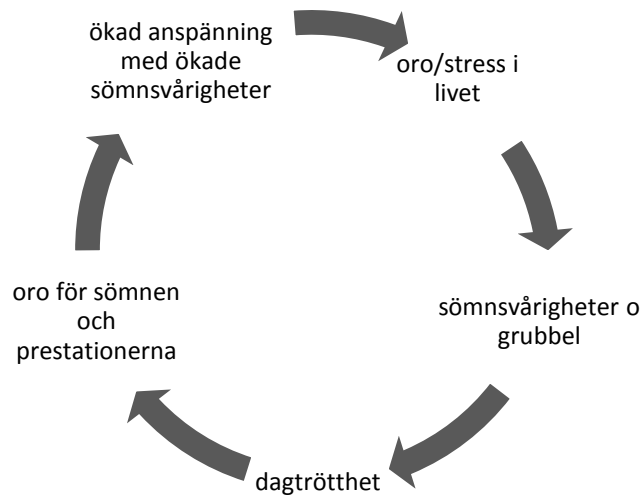 ökad anspänning
med ökade
sömnsvårigheter
oro/stress i
livet
sömnsvårigheter o
grubbel
dagtrötthet
oro för sömnen
och
prestationerna